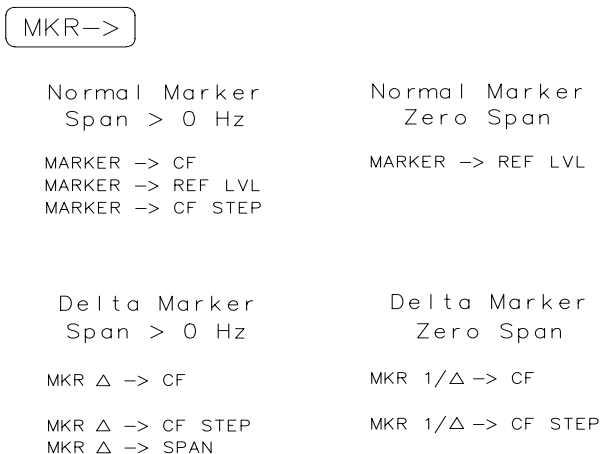 MKR->
Normal Marker
Span > 0 Hz
MARKER -> CF
MARKER -> REF LVL
MARKER -> CF STEP
Normal Marker
Zero Span
MARKER -> REF LVL
Delta Marker
Span > 0 Hz
MKR △ -> CF
MKR △ -> CF STEP
MKR △ -> SPAN
Delta Marker
Zero Span
MKR 1/△ -> CF
MKR 1/△ -> CF STEP